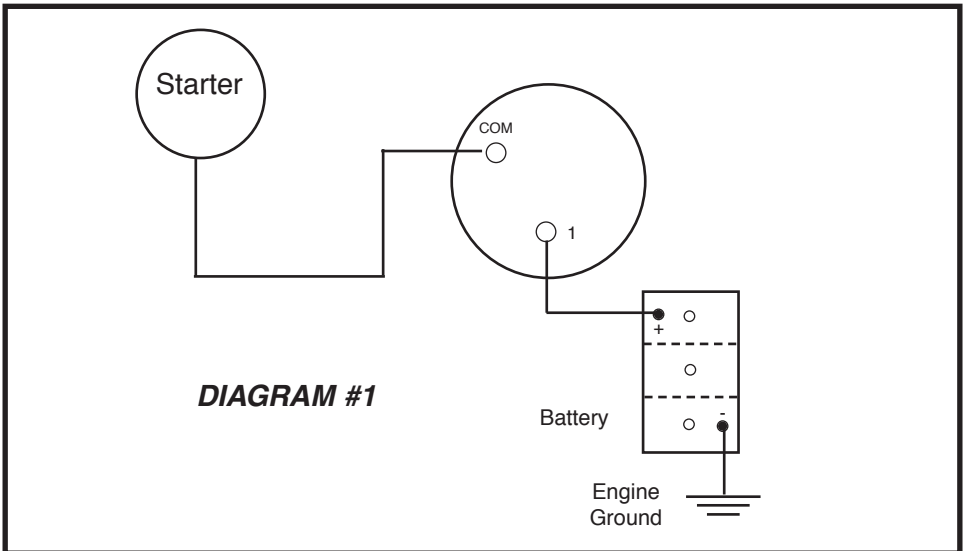 Starter
COM
1
+
DIAGRAM #1
Battery
-
Engine
Ground